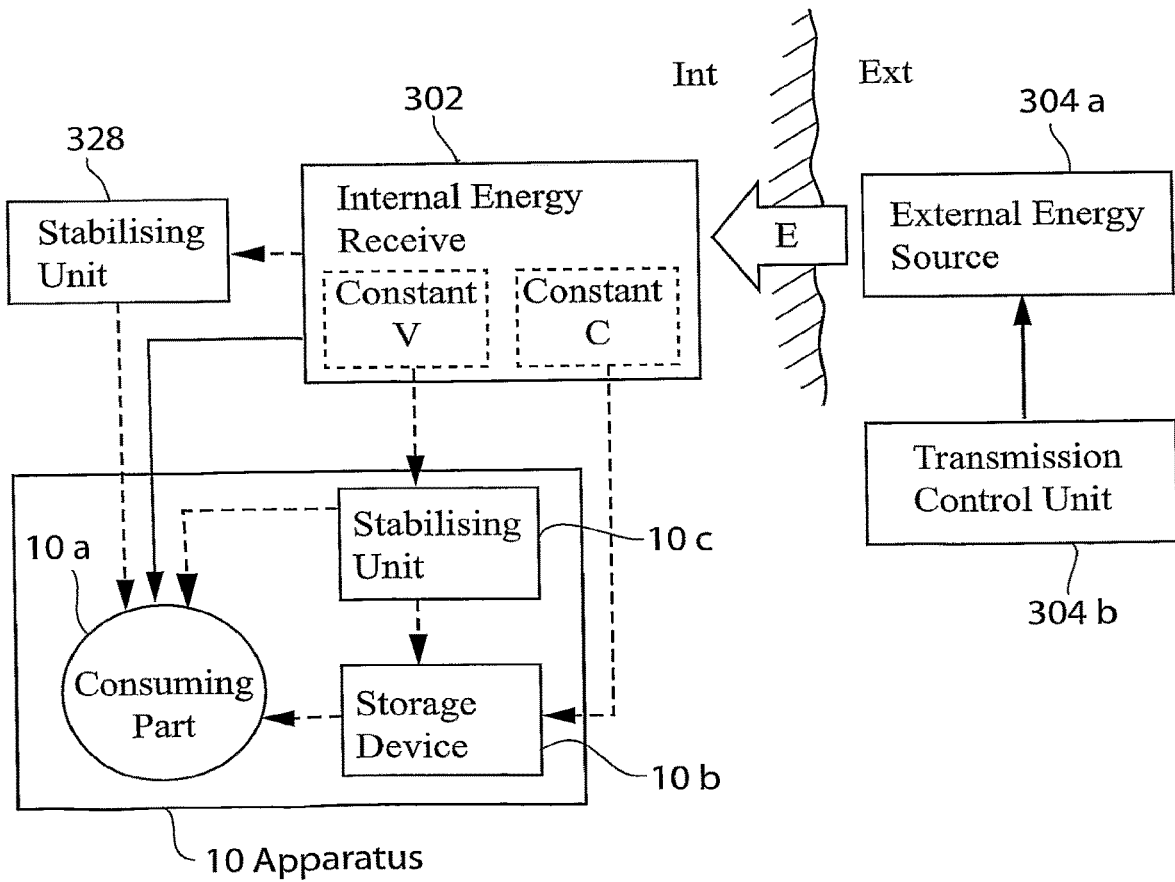 Int
Ext
302
304 a
328
Internal Energy
Receive
External Energy
Source
E
Stabilising
Unit
Constant
V
Constant
C
Transmission
Control Unit
Stabilising
Unit
10 c
10 a
304 b
Consuming
Part
Storage
Device
10 b
10 Apparatus